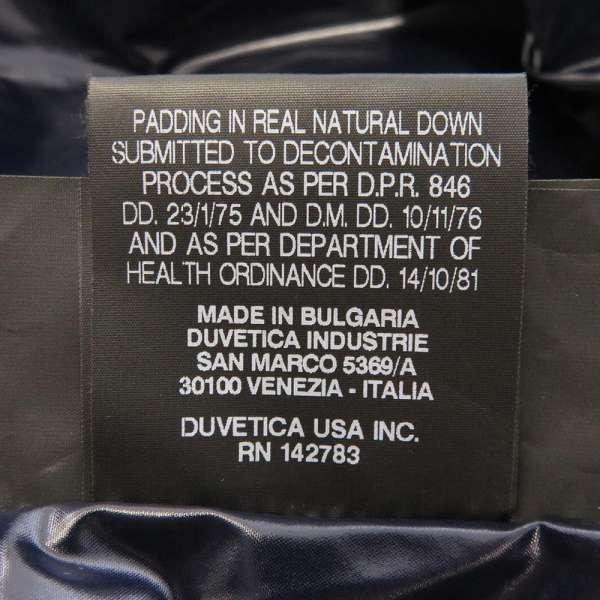 PADDING IN REAL NATURAL DOWN
SUBMITTED TO DECONTAMINATION
PROCESS AS PER D.P.R. 846
DD. 23/1/75 AND D.M. DD. 10/11/76
AND AS PER DEPARTMENT OF
HEALTH ORDINANCE DD. 14/10/81
MADE IN BULGARIA
DUVETICA INDUSTRIE
SAN MARCO 5369/A
30100 VENEZIA - ITALIA
DUVETICA USA INC.
RN 142783